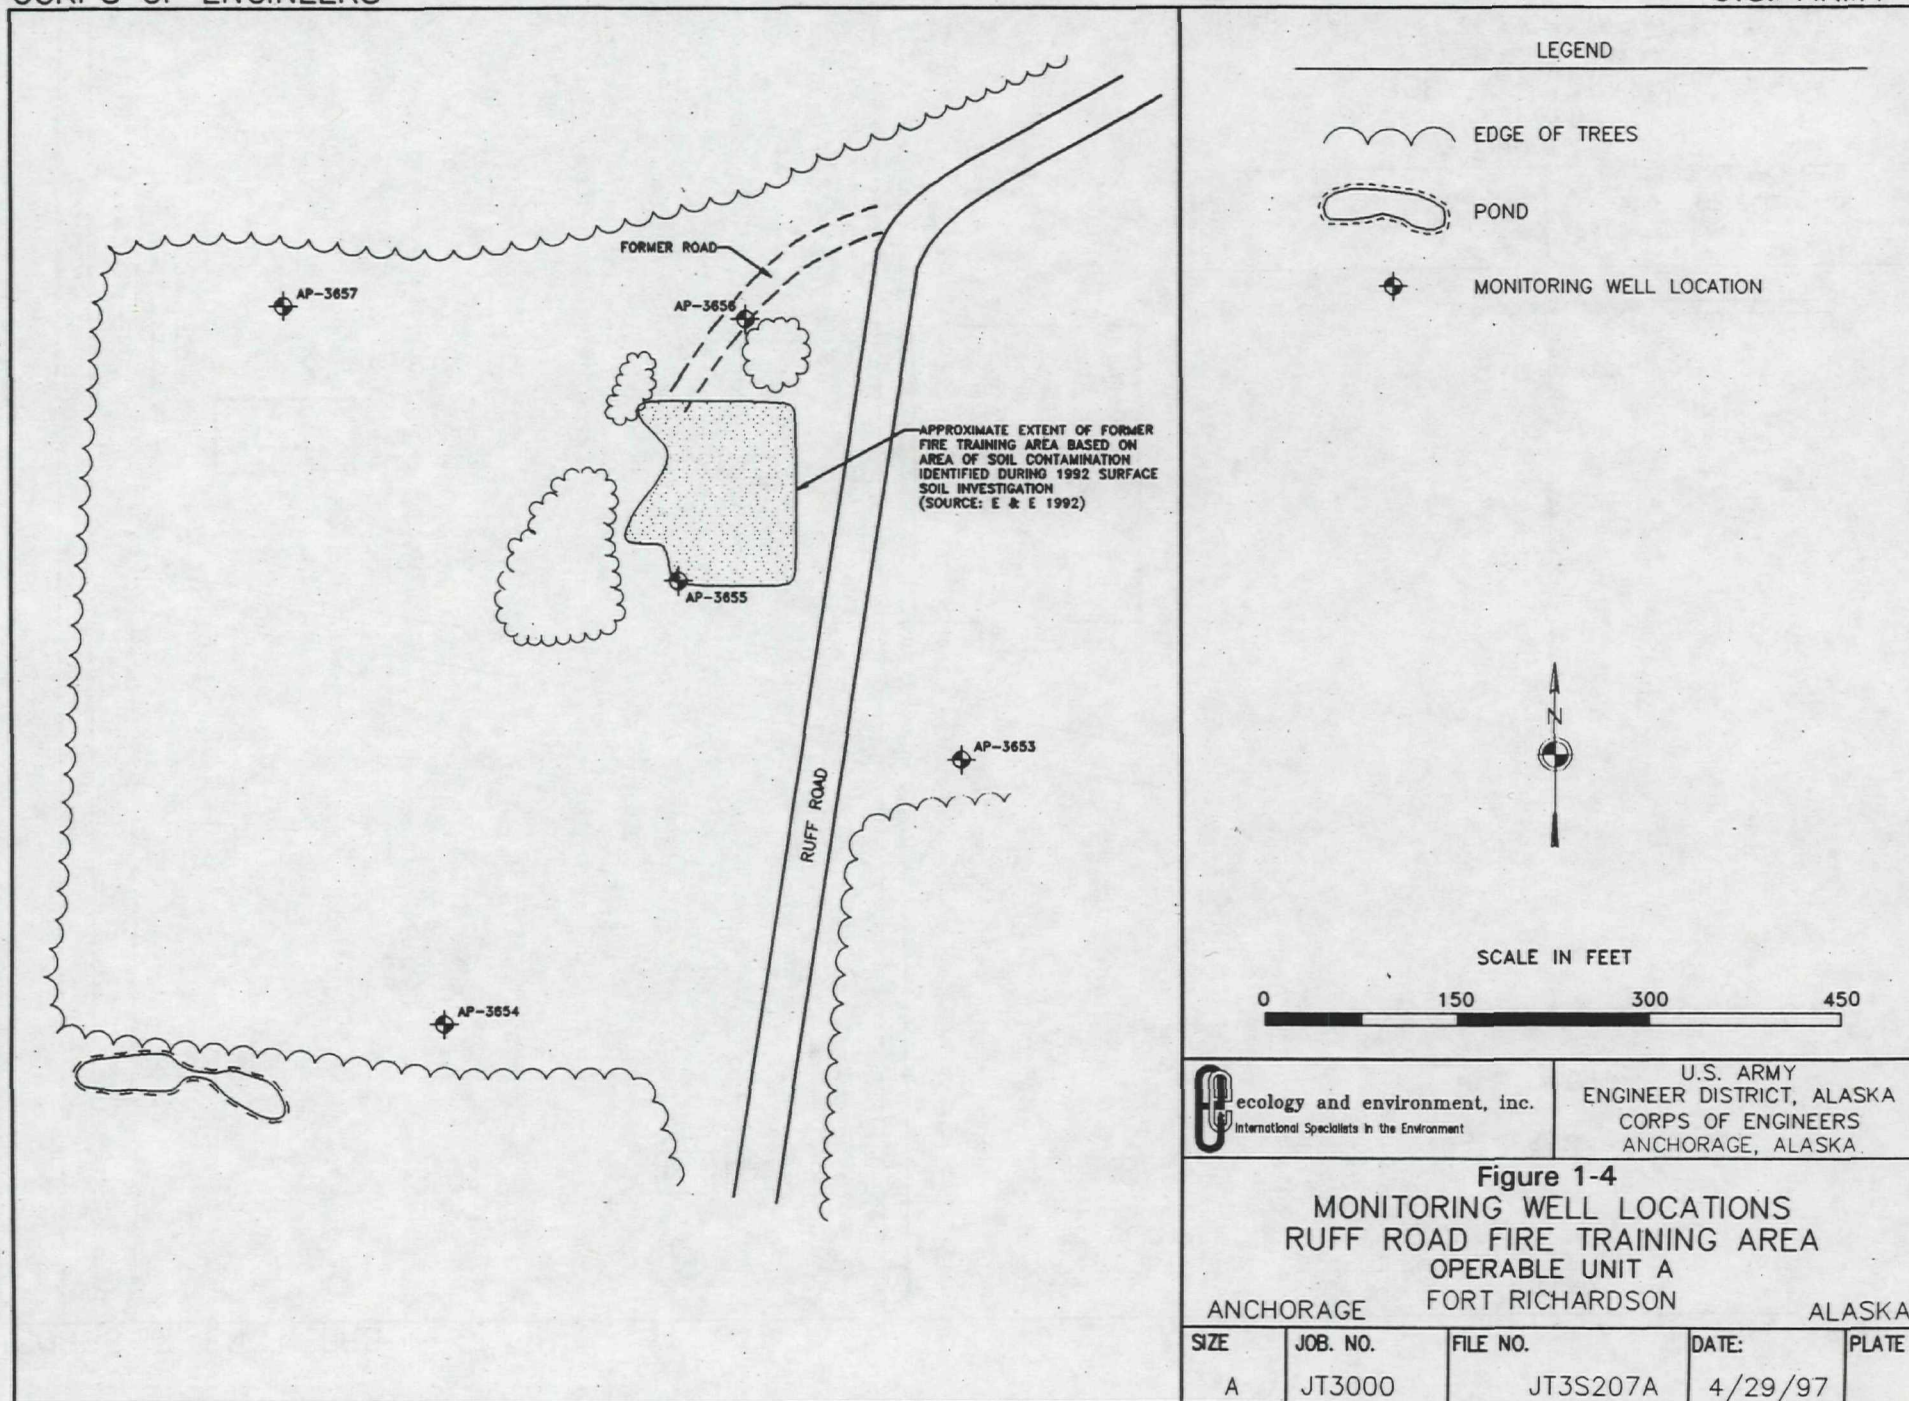 CORPS OF ENGINEERS
U.S. ARMY
LEGEND
EDGE OF TREES
POND
MONITORING WELL LOCATION
FORMER ROAD
AP-3657
AP-3656
APPROXIMATE EXTENT OF FORMER
FIRE TRAINING AREA BASED ON
AREA OF SOIL CONTAMINATION
IDENTIFIED DURING 1992 SURFACE
SOIL INVESTIGATION
(SOURCE: E & E 1992)
AP-3655
N
AP-3653
RUFF ROAD
AP-3654
SCALE IN FEET
0 150 300 450
ecology and environment, inc.
International Specialists in the Environment
U.S. ARMY
ENGINEER DISTRICT, ALASKA
CORPS OF ENGINEERS
ANCHORAGE, ALASKA
Figure 1-4
MONITORING WELL LOCATIONS
RUFF ROAD FIRE TRAINING AREA
OPERABLE UNIT A
FORT RICHARDSON
ANCHORAGE ALASKA
SIZE JOB. NO. FILE NO. DATE: PLATE
A JT3000 JT3S207A 4/29/97